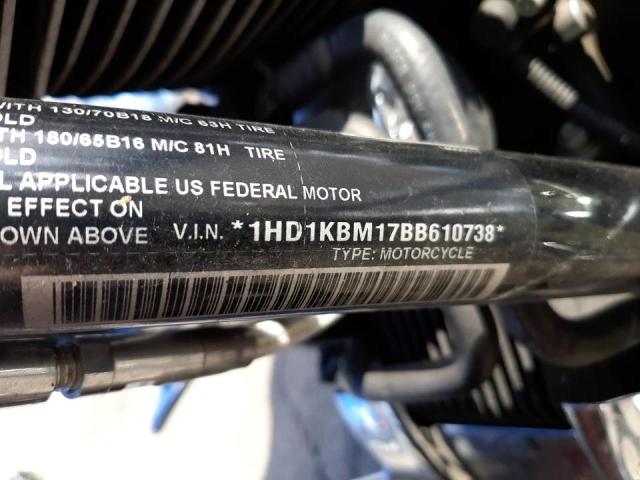 WITH 130/70B18 M/C 63H TIRE
OLD
TH 180/65B16 M/C 81H TIRE
OLD
L APPLICABLE US FEDERAL MOTOR
EFFECT ON
OWN ABOVE V.I.N. *1HD1KBM17BB610738*
TYPE: MOTORCYCLE